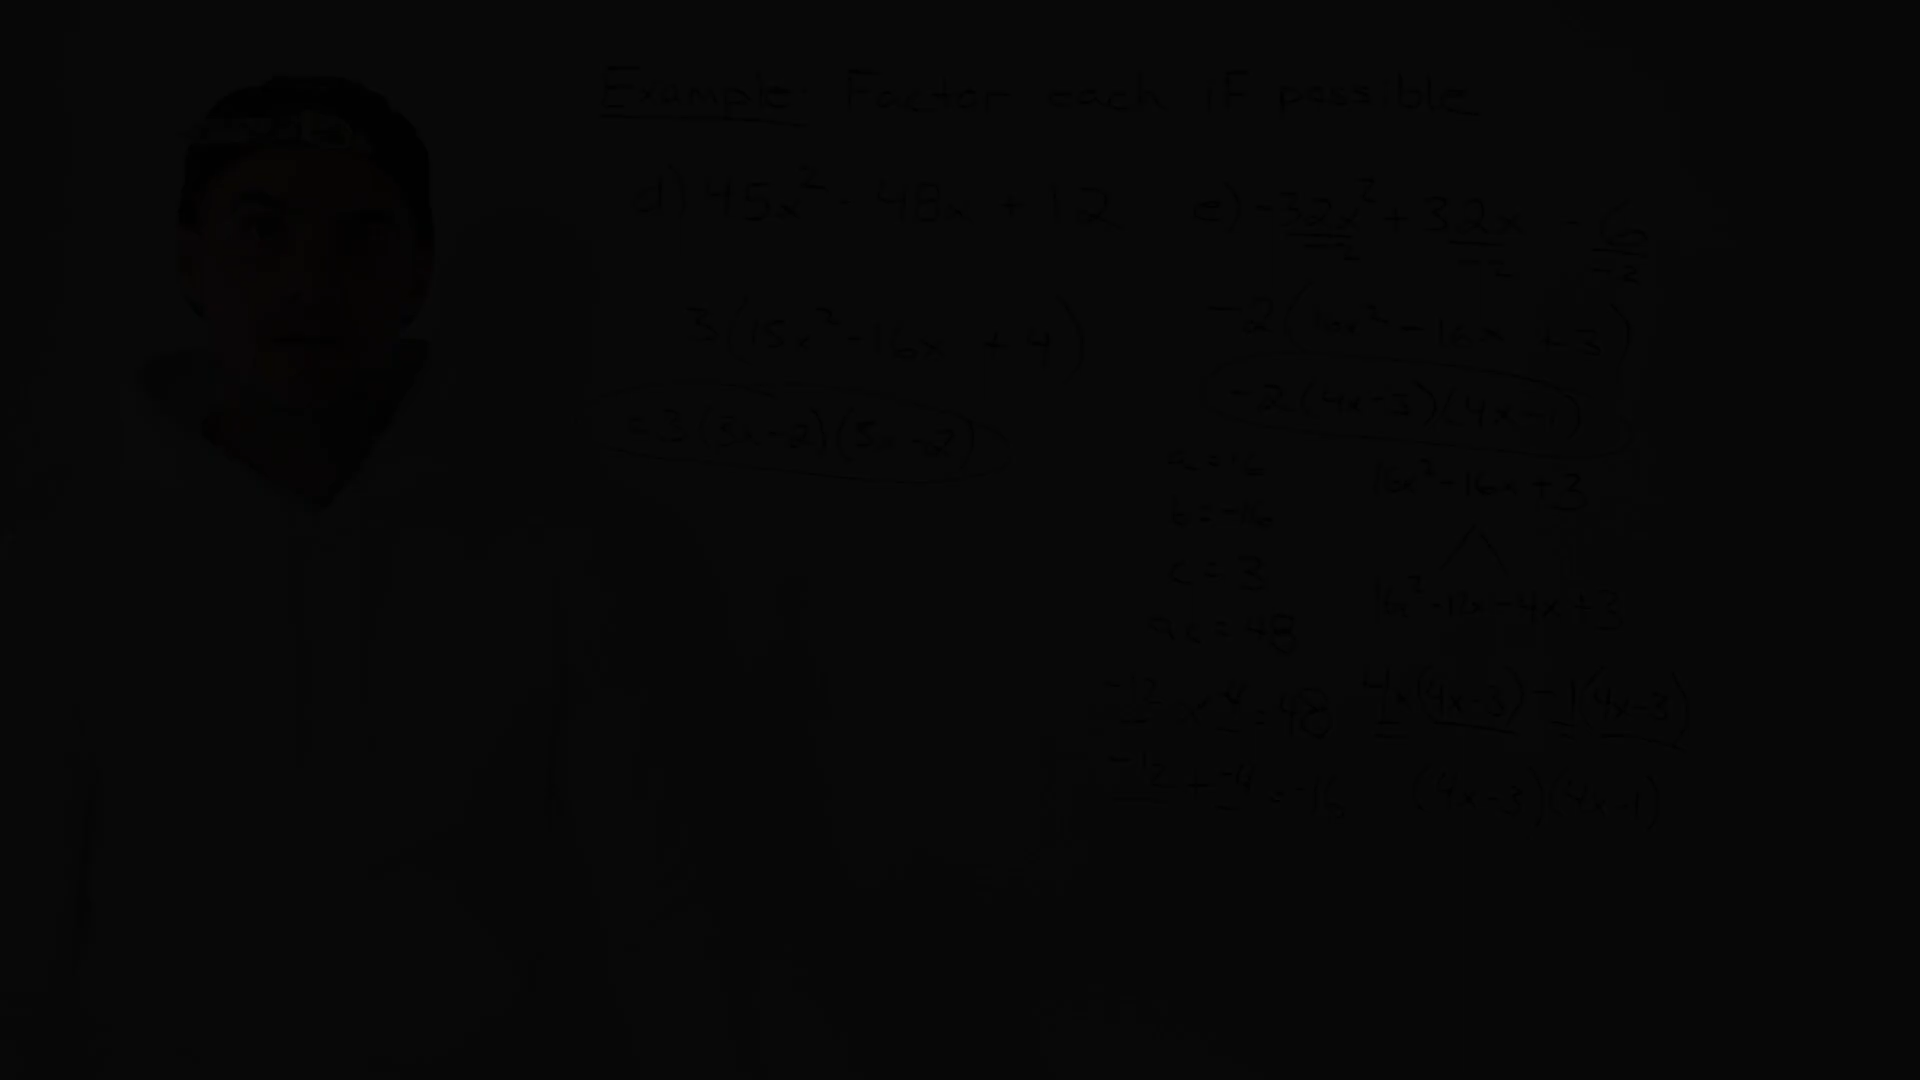 Example: Factor each if possible
d) 45x² - 48x + 12
3(15x² - 16x + 4)
= 3(3x - 2)(5x - 2)
e) -32x² + 32x - 6
-2 -2 -2
-2(16x² - 16x + 3)
-2(4x-3)(4x-1)
a = 16
b = -16
c = 3
ac = 48
-12 x -4 = 48
-12 + -4 = -16
16x² - 16x + 3
16x² - 12x - 4x + 3
4x(4x-3) - 1(4x-3)
(4x-3)(4x-1)